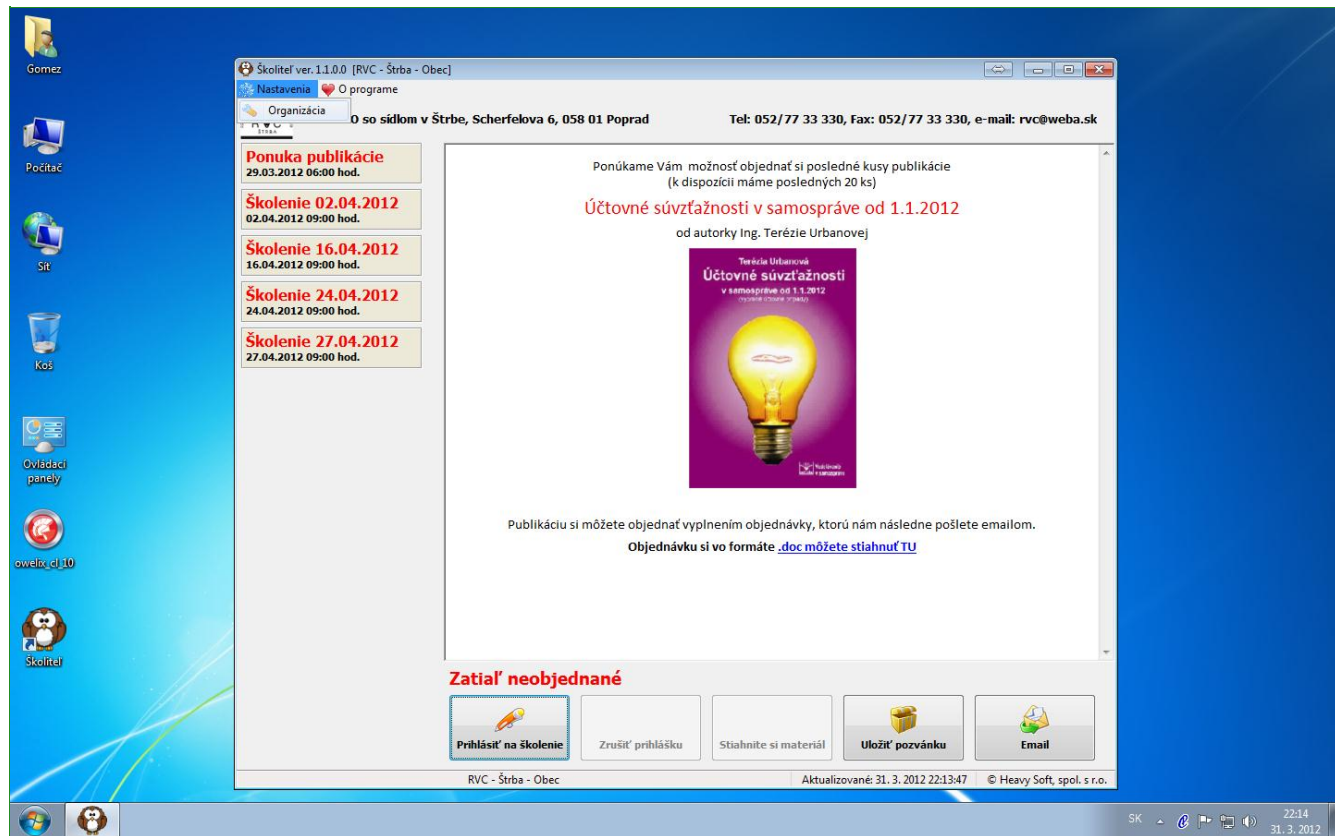 Gomez
Počítač
Síť
Kôš
Ovládací
panely
owelix_cl_10
Školiteľ
Školiteľ ver. 1.1.0.0 [RVC - Štrba - Obec]
Nastavenia O programe
Organizácia
O so sídlom v Štrbe, Scherfelova 6, 058 01 Poprad Tel: 052/77 33 330, Fax: 052/77 33 330, e-mail: rvc@weba.sk
ŠTRBA
Ponuka publikácie
29.03.2012 06:00 hod.
Školenie 02.04.2012
02.04.2012 09:00 hod.
Školenie 16.04.2012
16.04.2012 09:00 hod.
Školenie 24.04.2012
24.04.2012 09:00 hod.
Školenie 27.04.2012
27.04.2012 09:00 hod.
Ponúkame Vám možnosť objednať si posledné kusy publikácie
(k dispozícii máme posledných 20 ks)
Účtovné súvzťažnosti v samospráve od 1.1.2012
od autorky Ing. Terézie Urbanovej
Terézia Urbanová
Účtovné súvzťažnosti
v samospráve od 1.1.2012
Publikáciu si môžete objednať vyplnením objednávky, ktorú nám následne pošlete emailom.
Objednávku si vo formáte .doc môžete stiahnuť TU
Zatiaľ neobjednané
Prihlásiť na školenie
Zrušiť prihlášku
Stiahnite si materiál
Uložiť pozvánku
Email
RVC - Štrba - Obec Aktualizované: 31. 3. 2012 22:13:47 © Heavy Soft, spol. s r.o.
SK
22:14
31. 3. 2012